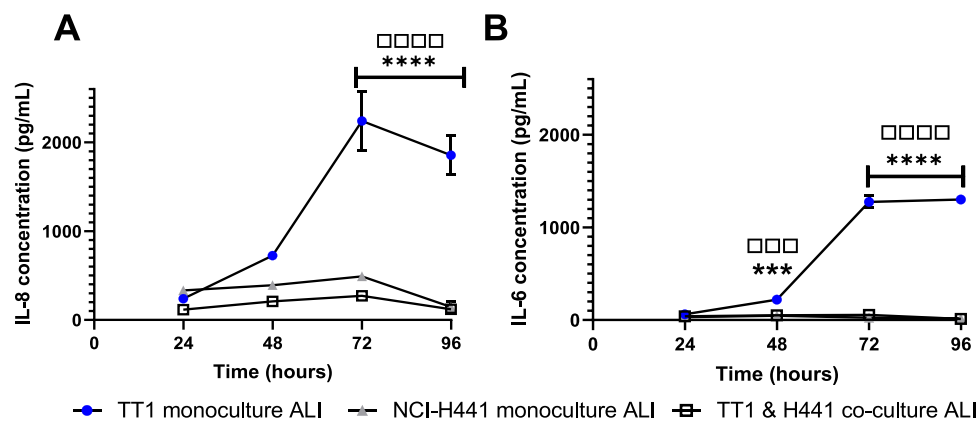 A
□□□□
****
IL-8 concentration (pg/mL)
2000
1000
0
0 24 48 72 96
Time (hours)
B
□□□□
****
□□□
***
IL-6 concentration (pg/mL)
2000
1000
0
0 24 48 72 96
Time (hours)
TT1 monoculture ALI NCI-H441 monoculture ALI TT1 & H441 co-culture ALI